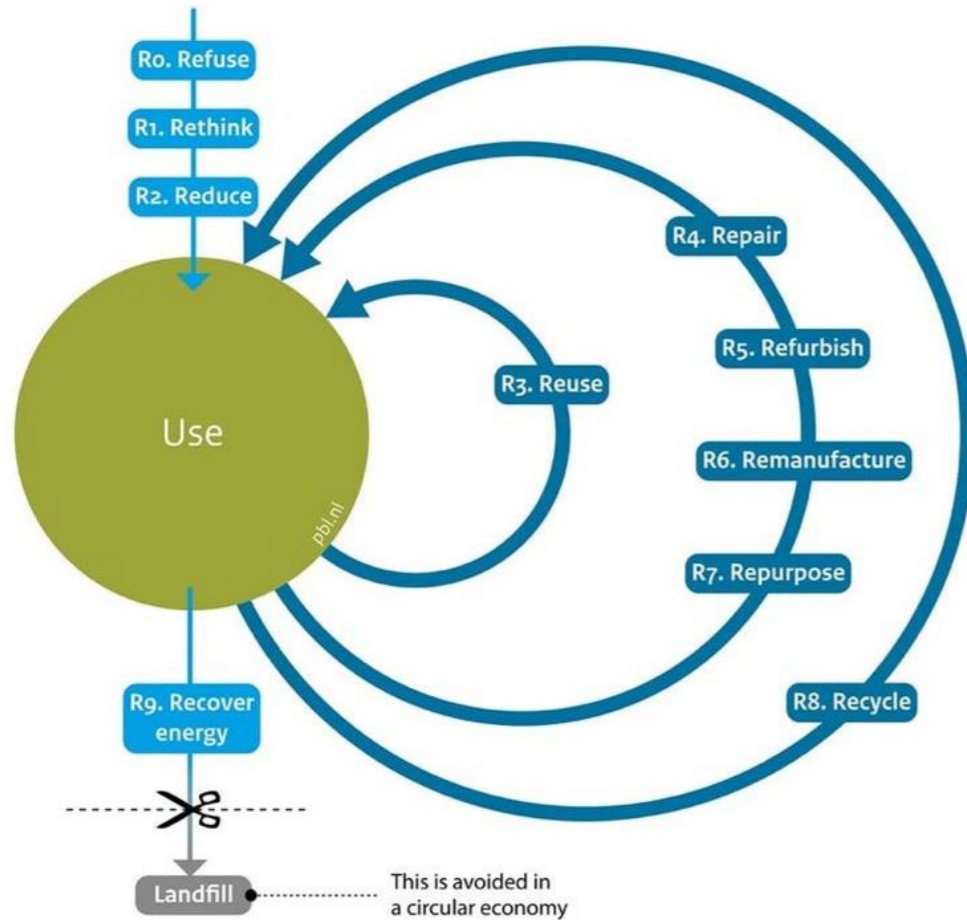 Ro. Refuse
R1. Rethink
R2. Reduce
R4. Repair
R5. Refurbish
R3. Reuse
Use
R6. Remanufacture
pbl.nl
R7. Repurpose
R9. Recover
energy
R8. Recycle
Landfill
This is avoided in
a circular economy